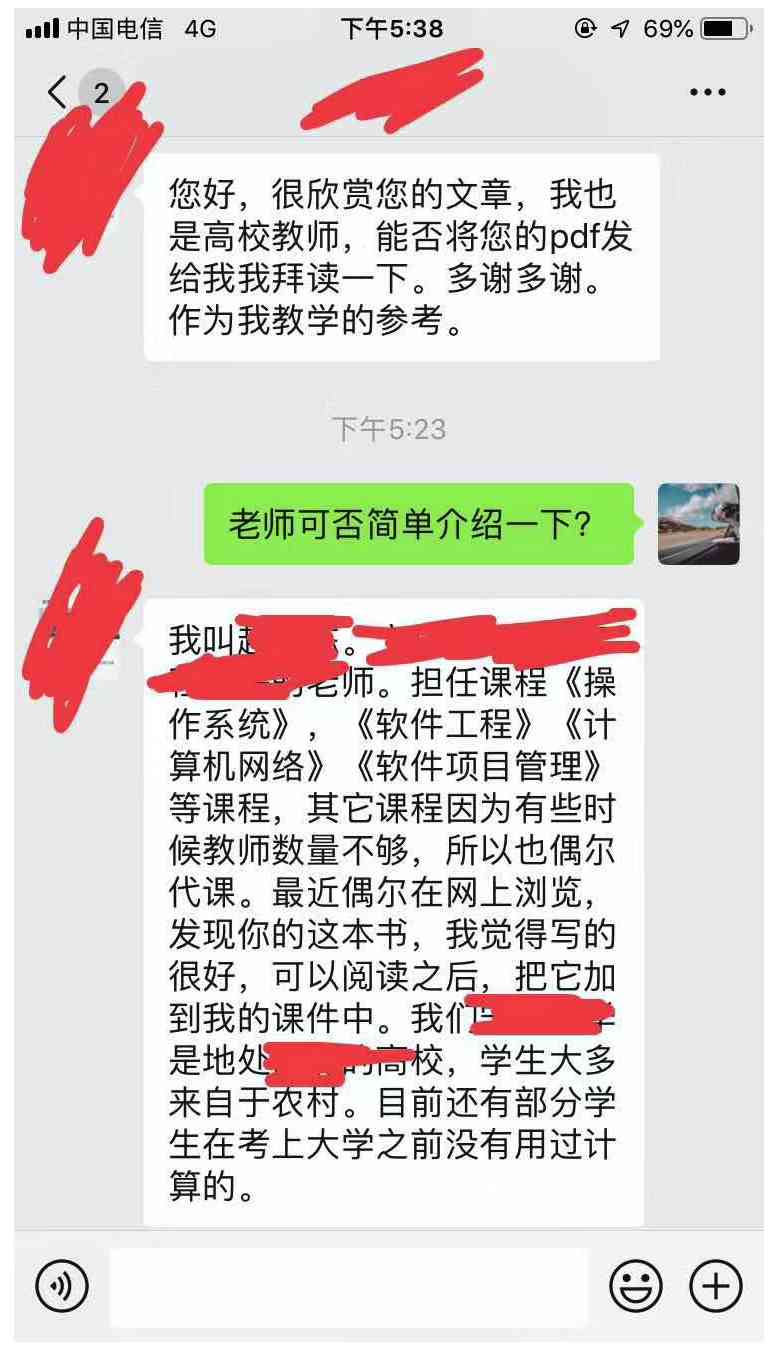 中国电信 4G 下午5:38 69%
2
您好，很欣赏您的文章，我也
是高校教师，能否将您的pdf发
给我我拜读一下。多谢多谢。
作为我教学的参考。
下午5:23
老师可否简单介绍一下？
我叫
老师。担任课程《操
作系统》，《软件工程》《计
算机网络》《软件项目管理》
等课程，其它课程因为有些时
候教师数量不够，所以也偶尔
代课。最近偶尔在网上浏览，
发现你的这本书，我觉得写的
很好，可以阅读之后，把它加
到我的课件中。我们
是地处 的高校，学生大多
来自于农村。目前还有部分学
生在考上大学之前没有用过计
算的。